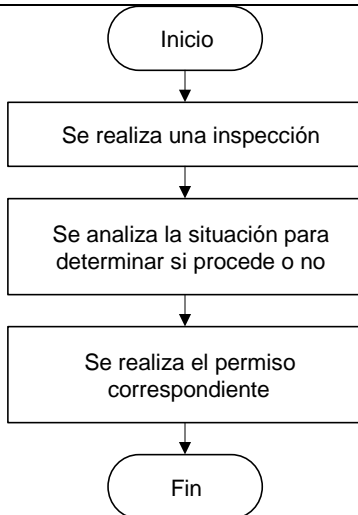 Inicio
Se realiza una inspección
Se analiza la situación para
determinar si procede o no
Se realiza el permiso
correspondiente
Fin